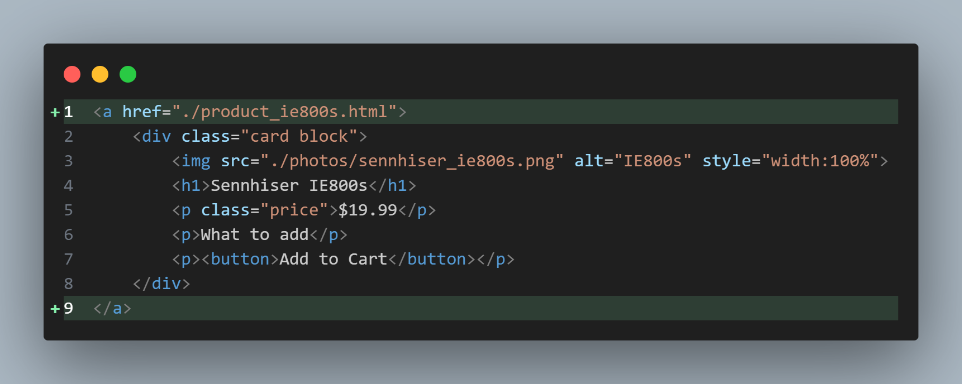 + 1 <a href="./product_ie800s.html">
2     <div class="card block">
3         <img src="./photos/sennhiser_ie800s.png" alt="IE800s" style="width:100%">
4         <h1>Sennhiser IE800s</h1>
5         <p class="price">$19.99</p>
6         <p>What to add</p>
7         <p><button>Add to Cart</button></p>
8     </div>
+ 9 </a>